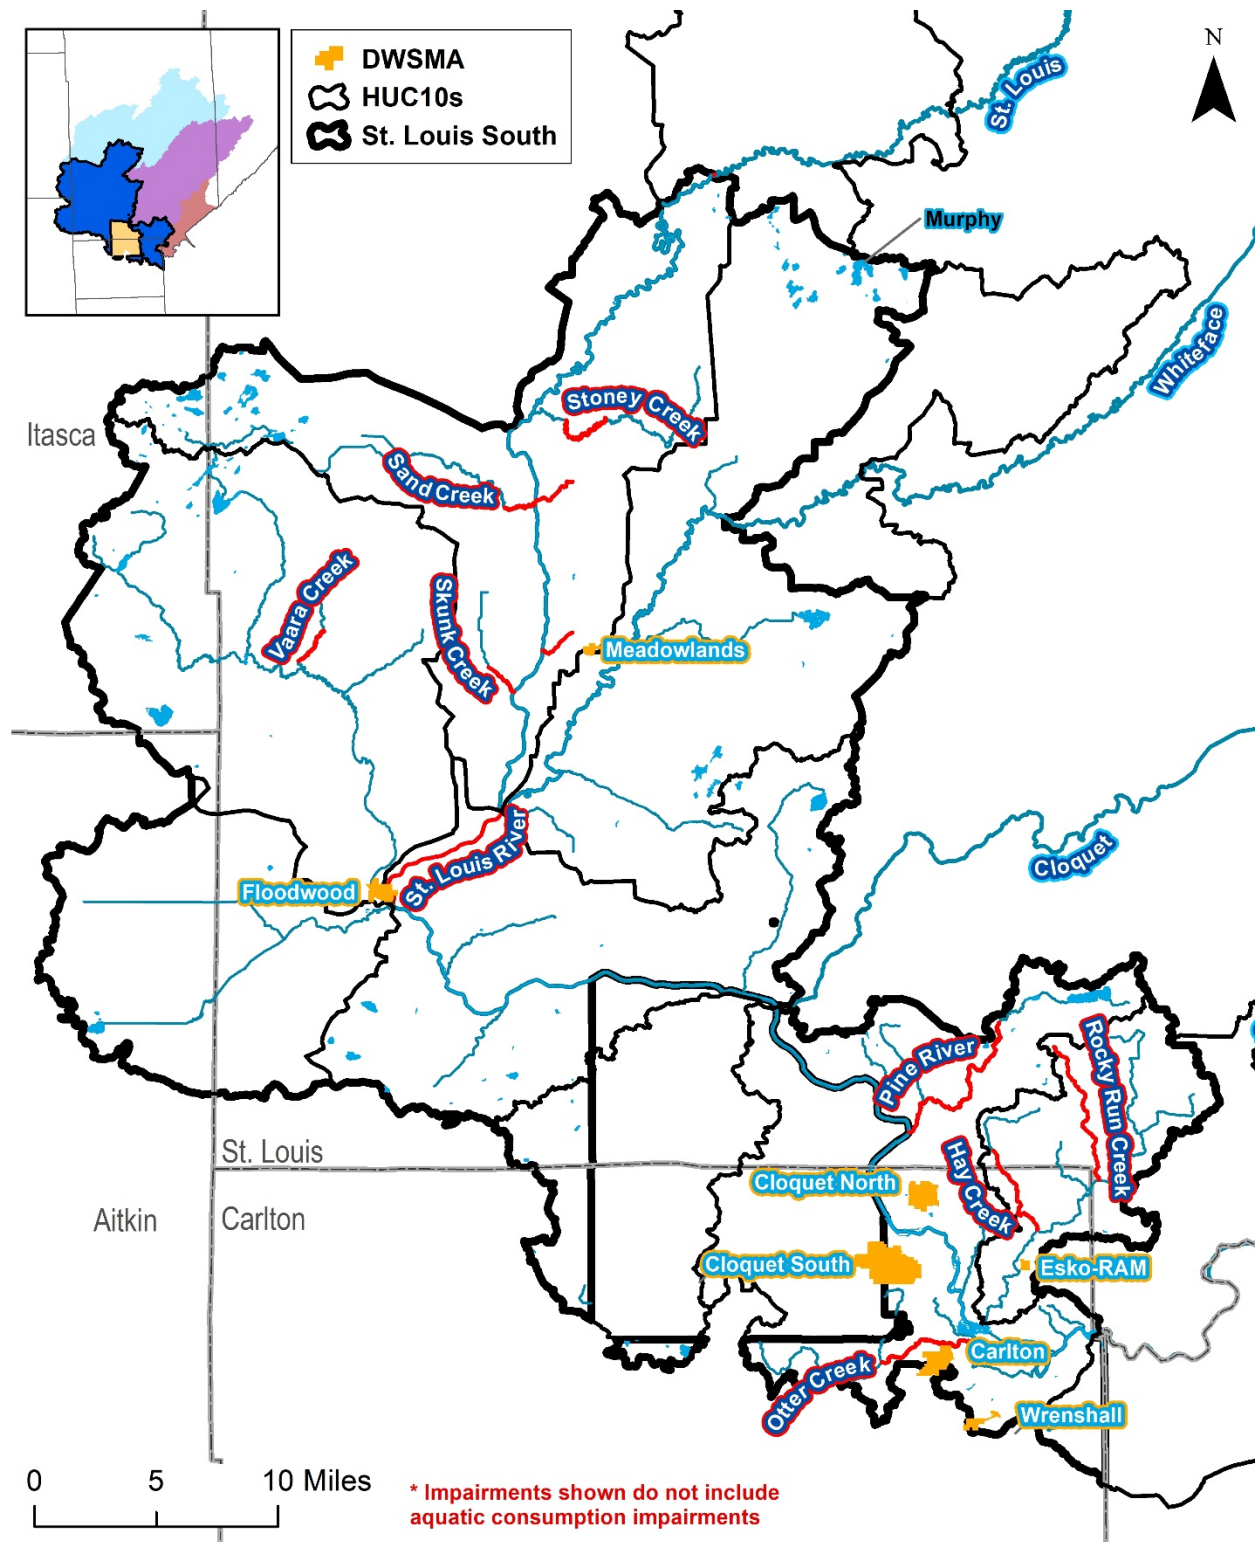 DWSMA
HUC10s
St. Louis South
N
St. Louis
Murphy
Whiteface
Stoney Creek
Itasca
Sand Creek
Vaara Creek
Skunk Creek
Meadowlands
St. Louis River
Floodwood
Cloquet
Pine River
Rocky Run Creek
St. Louis
Hay Creek
Cloquet North
Aitkin
Carlton
Cloquet South
Esko-RAM
Carlton
Otter Creek
Wrenshall
0 5 10 Miles
* Impairments shown do not include
aquatic consumption impairments